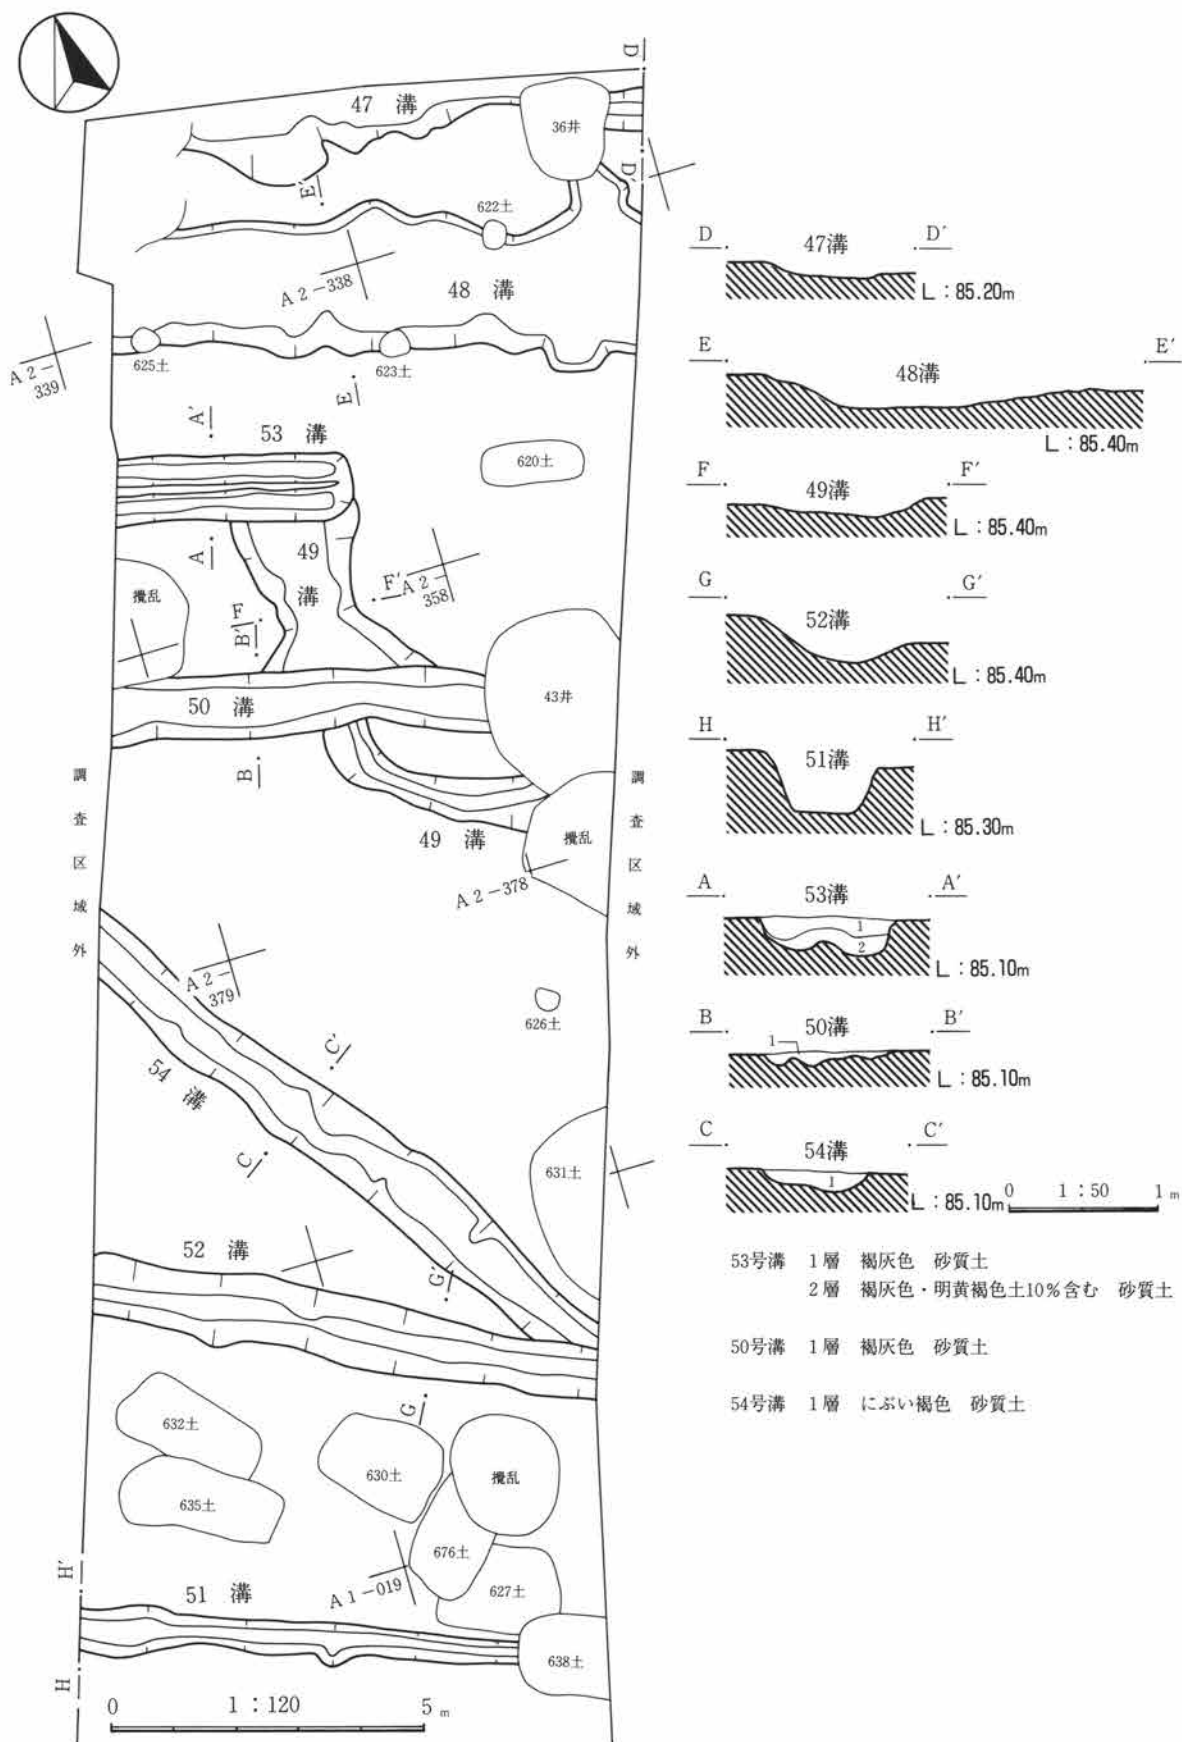 47 溝
36井
D
D′
E′
622土
A2-338
48 溝
A2-
339
625土
623土
E
A′
53 溝
620土
A
49
溝
F′
A2-
358
攪乱
F
B′
43井
50 溝
B
49 溝
攪乱
A2-378
調査区域外
調査区域外
A2-
379
626土
C′
54 溝
C
631土
52 溝
G′
G
632土
630土
攪乱
635土
676土
627土
A1-019
H′
51 溝
638土
H
0 1：120 5 m
D 47溝 D′
L：85.20m
E 48溝 E′
L：85.40m
F 49溝 F′
L：85.40m
G 52溝 G′
L：85.40m
H 51溝 H′
L：85.30m
A 53溝 A′
1
2
L：85.10m
B 50溝 B′
1
L：85.10m
C 54溝 C′
1
L：85.10m
0 1：50 1 m
53号溝 1層 褐灰色 砂質土
2層 褐灰色・明黄褐色土10%含む 砂質土
50号溝 1層 褐灰色 砂質土
54号溝 1層 にぶい褐色 砂質土